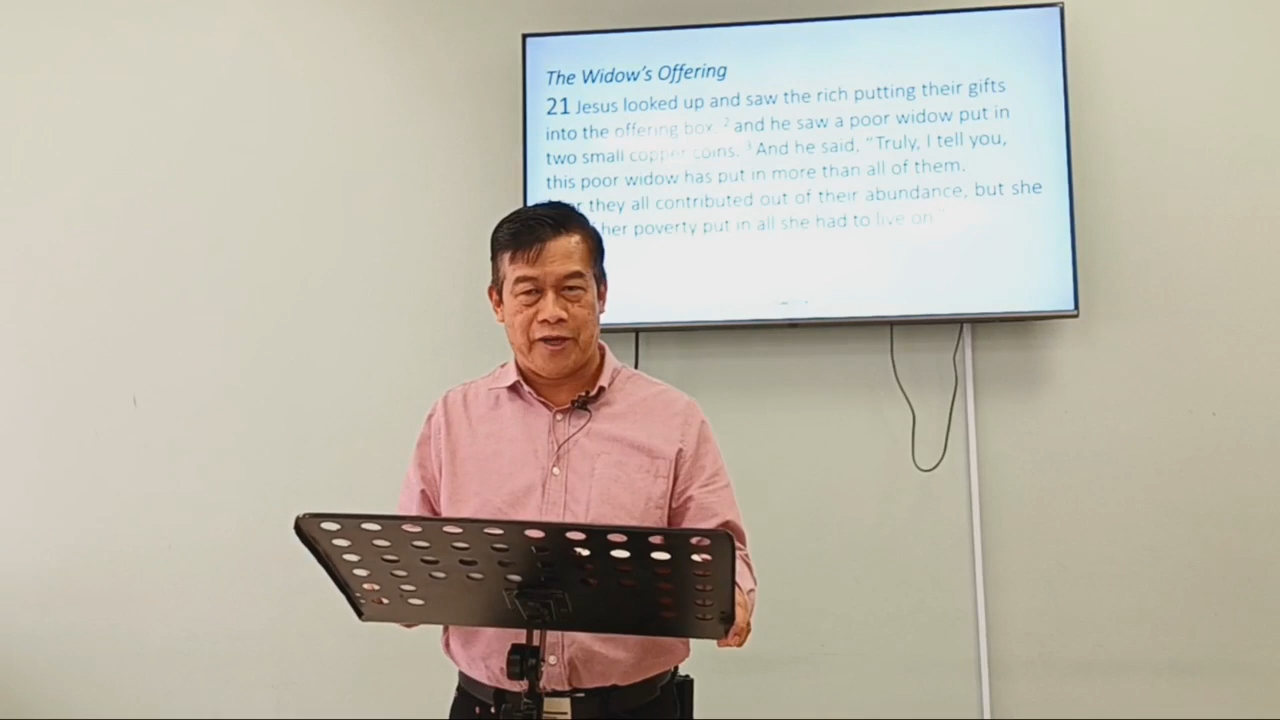 The Widow's Offering
21 Jesus looked up and saw the rich putting their gifts
into the offering box, 2 and he saw a poor widow put in
two small copper coins. 3 And he said, "Truly, I tell you,
this poor widow has put in more than all of them.
they all contributed out of their abundance, but she
her poverty put in all she had to live on."